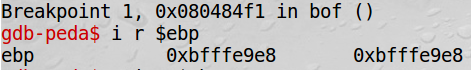 Breakpoint 1, 0x080484f1 in bof ()
gdb-peda$ i r $ebp
ebp            0xbfffe9e8       0xbfffe9e8